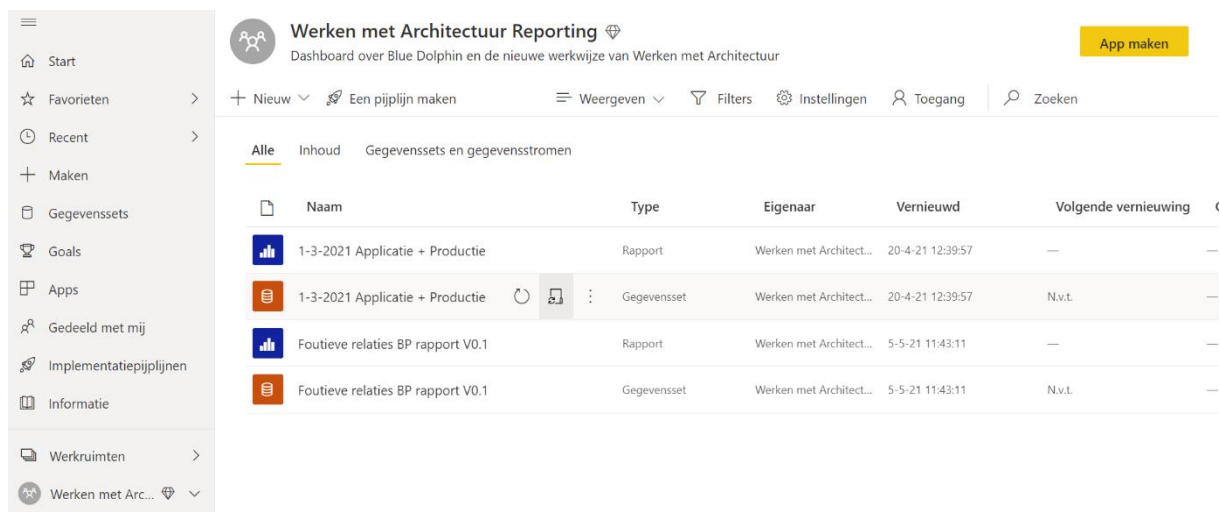 Werken met Architectuur Reporting
Dashboard over Blue Dolphin en de nieuwe werkwijze van Werken met Architectuur
App maken
Start
Favorieten
Recent
Maken
Gegevenssets
Goals
Apps
Gedeeld met mij
Implementatiepijplijnen
Informatie
Werkruimten
Werken met Arc...
Nieuw Een pijplijn maken Weergeven Filters Instellingen Toegang Zoeken
Alle Inhoud Gegevenssets en gegevensstromen
Naam Type Eigenaar Vernieuwd Volgende vernieuwing
1-3-2021 Applicatie + Productie Rapport Werken met Architect... 20-4-21 12:39:57 — —
1-3-2021 Applicatie + Productie Gegevensset Werken met Architect... 20-4-21 12:39:57 N.v.t. —
Foutieve relaties BP rapport V0.1 Rapport Werken met Architect... 5-5-21 11:43:11 — —
Foutieve relaties BP rapport V0.1 Gegevensset Werken met Architect... 5-5-21 11:43:11 N.v.t. —